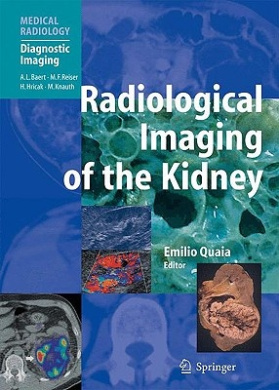 MEDICAL RADIOLOGY
Diagnostic
Imaging
A.L. Baert · M.F. Reiser
H. Hricak · M. Knauth
Radiological
Imaging
of the Kidney
Emilio Quaia
Editor
Springer